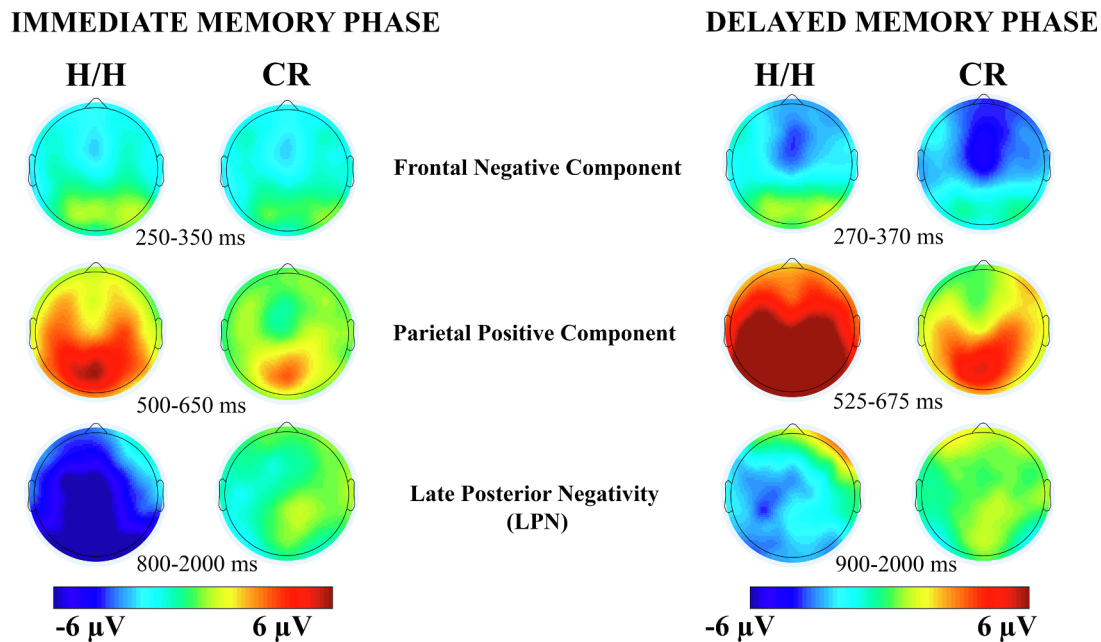 IMMEDIATE MEMORY PHASE
DELAYED MEMORY PHASE
H/H
CR
H/H
CR
Frontal Negative Component
250-350 ms
270-370 ms
Parietal Positive Component
500-650 ms
525-675 ms
Late Posterior Negativity
(LPN)
800-2000 ms
900-2000 ms
-6 µV
6 µV
-6 µV
6 µV